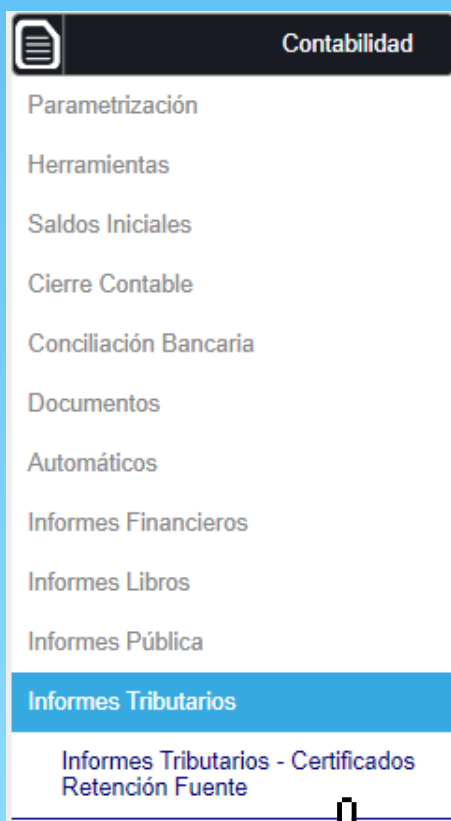 Contabilidad
Parametrización
Herramientas
Saldos Iniciales
Cierre Contable
Conciliación Bancaria
Documentos
Automáticos
Informes Financieros
Informes Libros
Informes Pública
Informes Tributarios
Informes Tributarios - Certificados
Retención Fuente